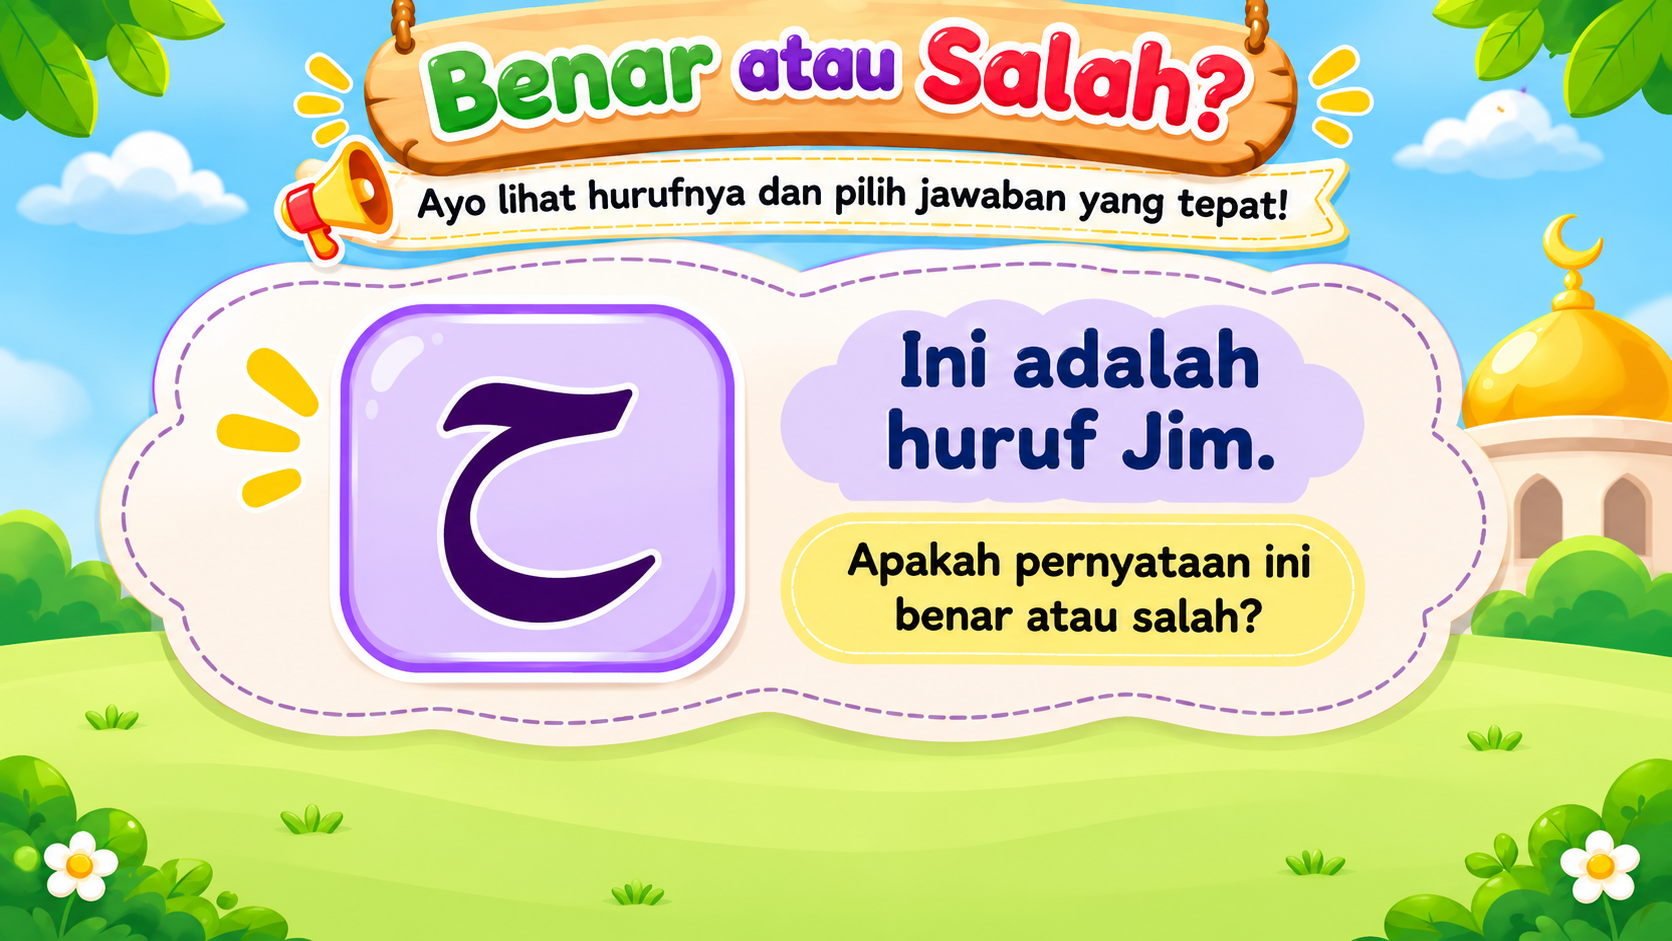 Benar atau Salah?
Ayo lihat hurufnya dan pilih jawaban yang tepat!
ح
Ini adalah
huruf Jim.
Apakah pernyataan ini
benar atau salah?